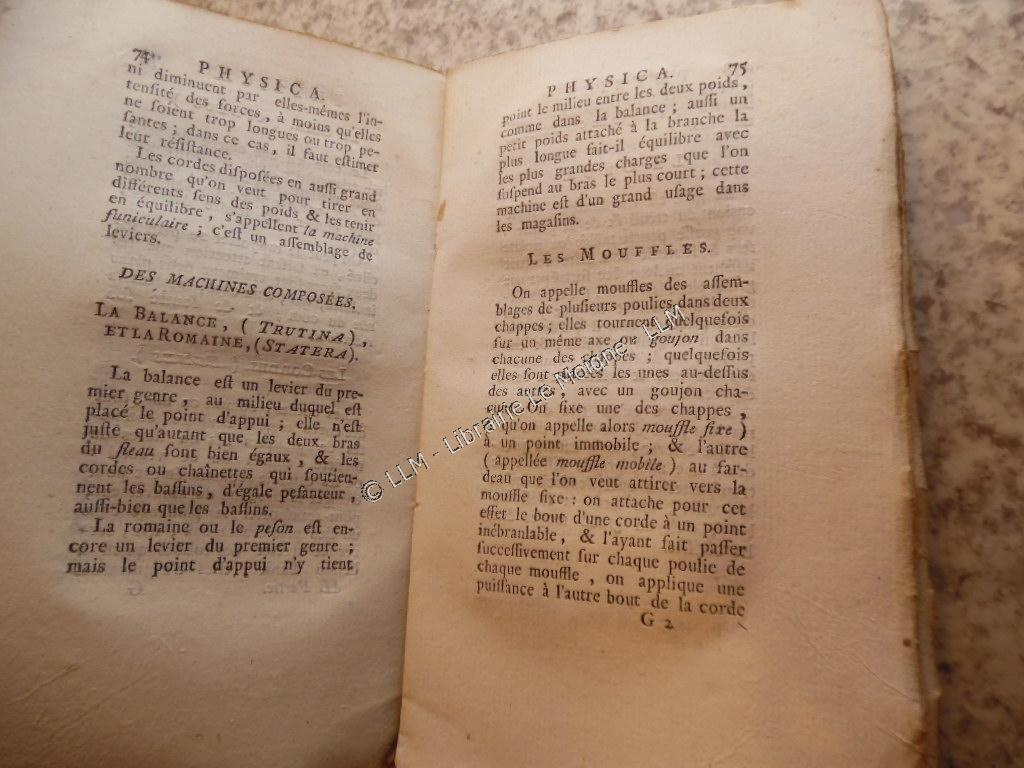 74
PHYSICA.
ni diminuent par elles-mêmes l'in-
tensité des forces, à moins qu'elles
ne soient trop longues ou trop pe-
santes ; dans ce cas, il faut estimer
leur résistance.
Les cordes disposées en aussi grand
nombre qu'on veut pour tirer en
différents sens des poids & les tenir
en équilibre, s'appellent la machine
funiculaire ; c'est un assemblage de
leviers.
DES MACHINES COMPOSÉES.
LA BALANCE, (TRUTINA),
ET LA ROMAINE, (STATERA).
La balance est un levier du pre-
mier genre, au milieu duquel est
placé le point d'appui ; elle n'est
juste qu'autant que les deux bras
du fleau sont bien égaux, & les
cordes ou chaînettes qui soutien-
nent les bassins, d'égale pesanteur,
aussi-bien que les bassins.
La romaine ou le peson est en-
core un levier du premier genre ;
mais le point d'appui n'y tient
PHYSICA. 75
point le milieu entre les deux poids,
comme dans la balance ; aussi un
petit poids attaché à la branche la
plus longue fait-il équilibre avec
les plus grandes charges que l'on
suspend au bras le plus court ; cette
machine est d'un grand usage dans
les magasins.
LES MOUFFLES.
On appelle mouffles des assem-
blages de plusieurs poulies dans deux
chappes ; elles tournent quelquefois
sur un même axe ou goujon dans
chacune des chappes ; quelquefois
elles sont les unes au-dessus
des autres, avec un goujon cha-
On fixe une des chappes,
qu'on appelle alors mouffle fixe)
à un point immobile ; & l'autre
(appellée mouffle mobile) au far-
deau que l'on veut attirer vers la
mouffle fixe : on attache pour cet
effet le bout d'une corde à un point
inébranlable, & l'ayant fait passer
successivement sur chaque poulie de
chaque mouffle, on applique une
puissance à l'autre bout de la corde
G 2
© LLM - Librairie Le Molone - LLM